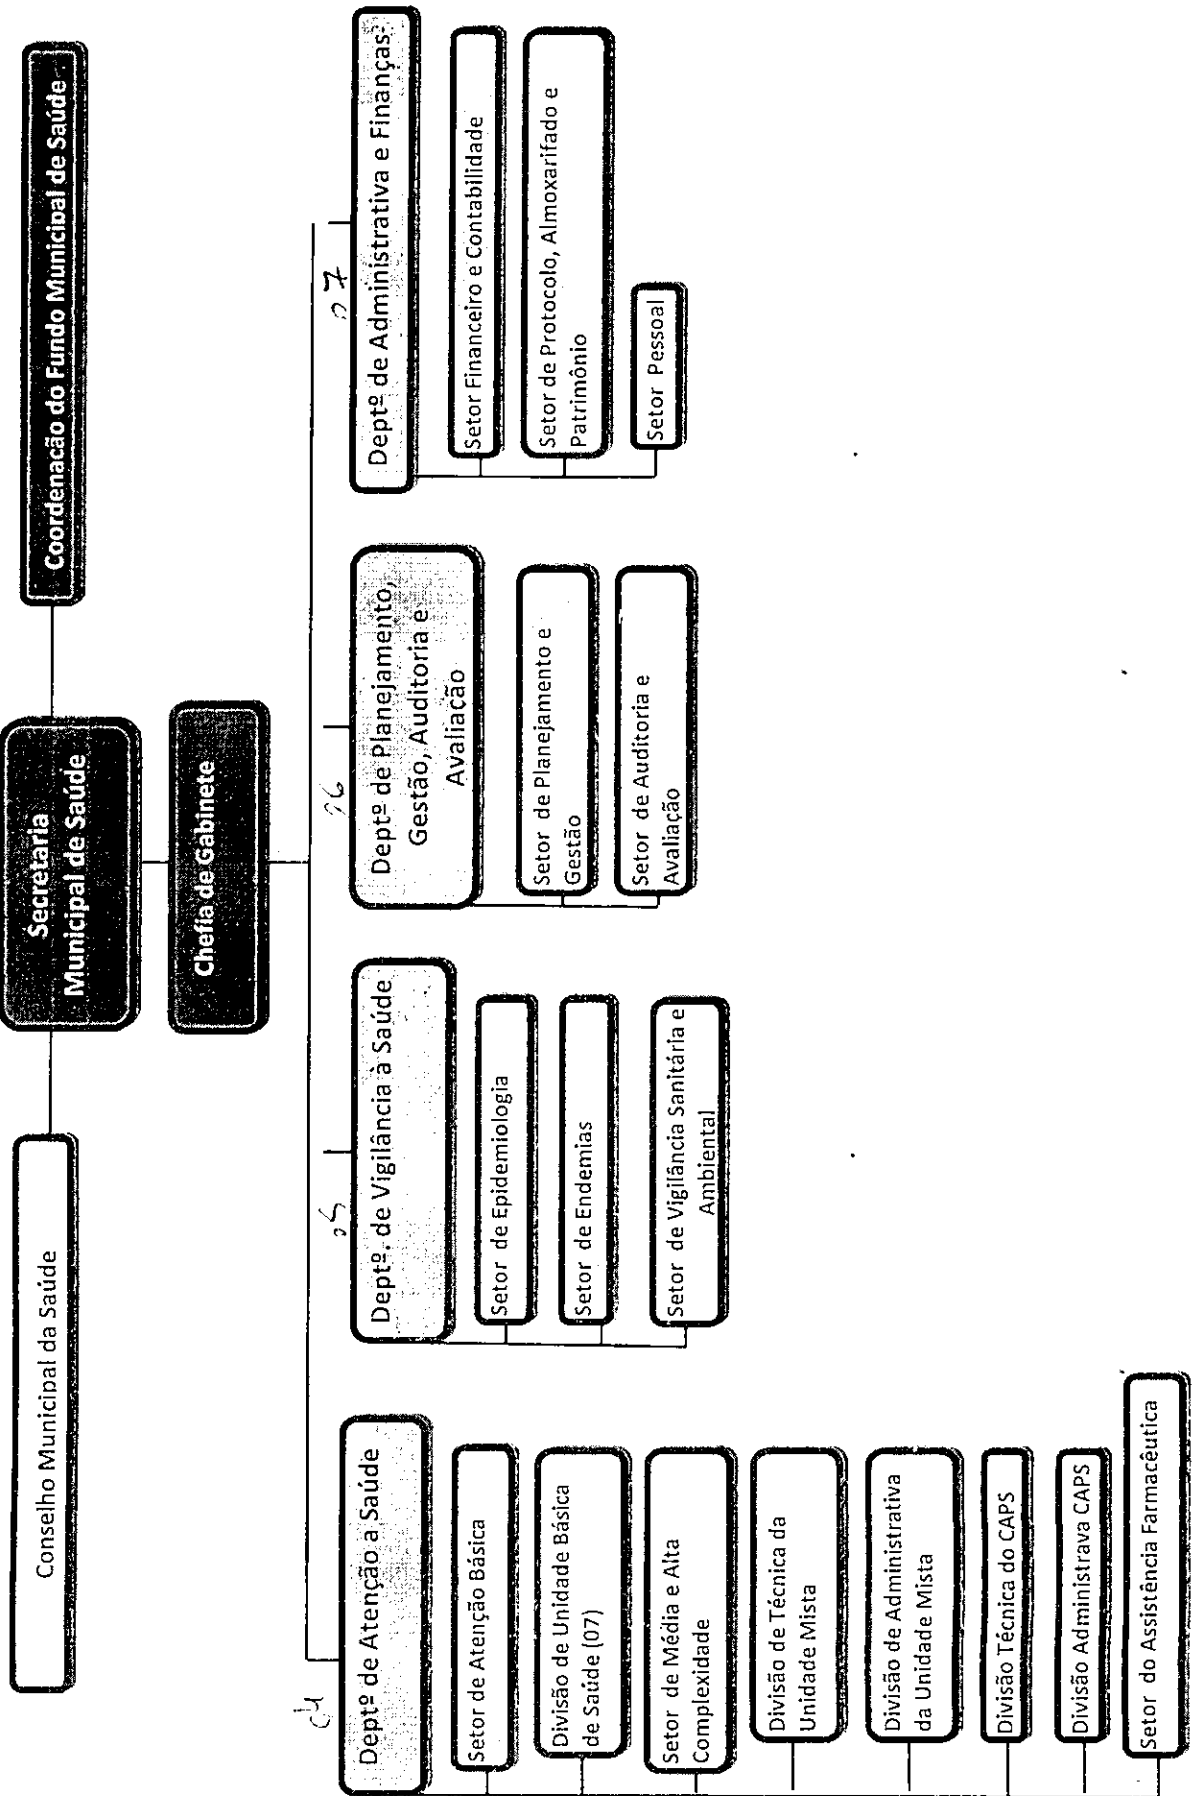 Conselho Municipal da Saúde
Secretaria
Municipal de Saúde
Coordenação do Fundo Municipal de Saúde
Chefia de Gabinete
04
Deptº de Atenção a Saúde
Setor de Atenção Básica
Divisão de Unidade Básica
de Saúde (07)
Setor de Média e Alta
Complexidade
Divisão de Técnica da
Unidade Mista
Divisão de Administrativa
da Unidade Mista
Divisão Técnica do CAPS
Divisão Administrava CAPS
Setor do Assistência Farmacêutica
05
Deptº. de Vigilância à Saúde
Setor de Epidemiologia
Setor de Endemias
Setor de Vigilância Sanitária e
Ambiental
06
Deptº de Planejamento,
Gestão, Auditoria e
Avaliação
Setor de Planejamento e
Gestão
Setor de Auditoria e
Avaliação
07
Deptº de Administrativa e Finanças
Setor Financeiro e Contabilidade
Setor de Protocolo, Almoxarifado e
Patrimônio
Setor Pessoal